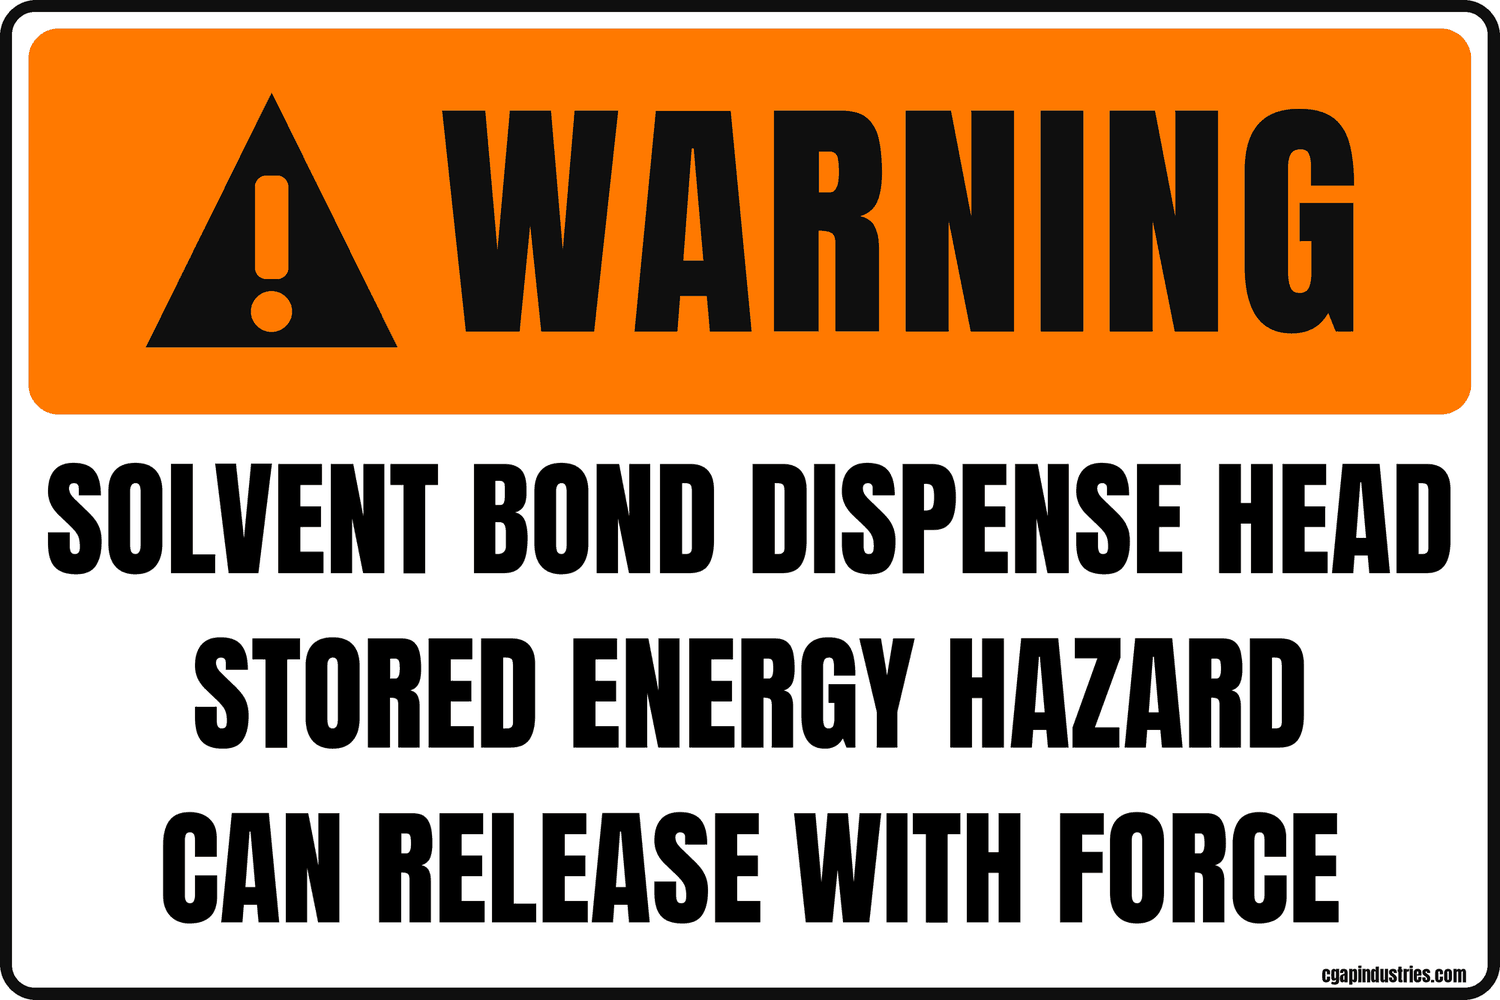 WARNING
SOLVENT BOND DISPENSE HEAD
STORED ENERGY HAZARD
CAN RELEASE WITH FORCE
cgapindustries.com